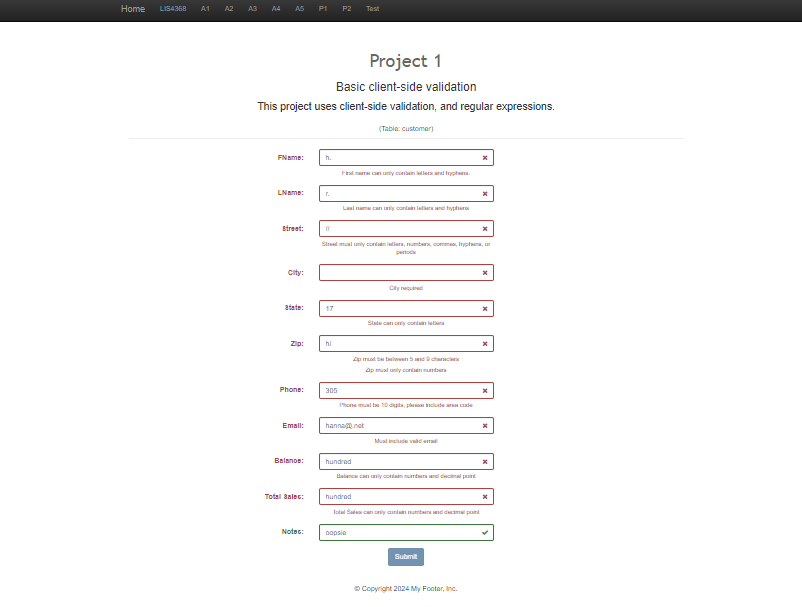 Home LIS4368 A1 A2 A3 A4 A5 P1 P2 Test
Project 1
Basic client-side validation
This project uses client-side validation, and regular expressions.
(Table: customer)
FName: h.
First name can only contain letters and hyphens.
LName: r.
Last name can only contain letters and hyphens
Street: //
Street must only contain letters, numbers, commas, hyphens, or
periods
City:
City required
State: 17
State can only contain letters
Zip: hi
Zip must be between 5 and 9 characters
Zip must only contain numbers
Phone: 305
Phone must be 10 digits, please include area code
Email: hanna@.net
Must include valid email
Balance: hundred
Balance can only contain numbers and decimal point
Total Sales: hundred
Total Sales can only contain numbers and decimal point
Notes: oopsie
Submit
© Copyright 2024 My Footer, Inc.